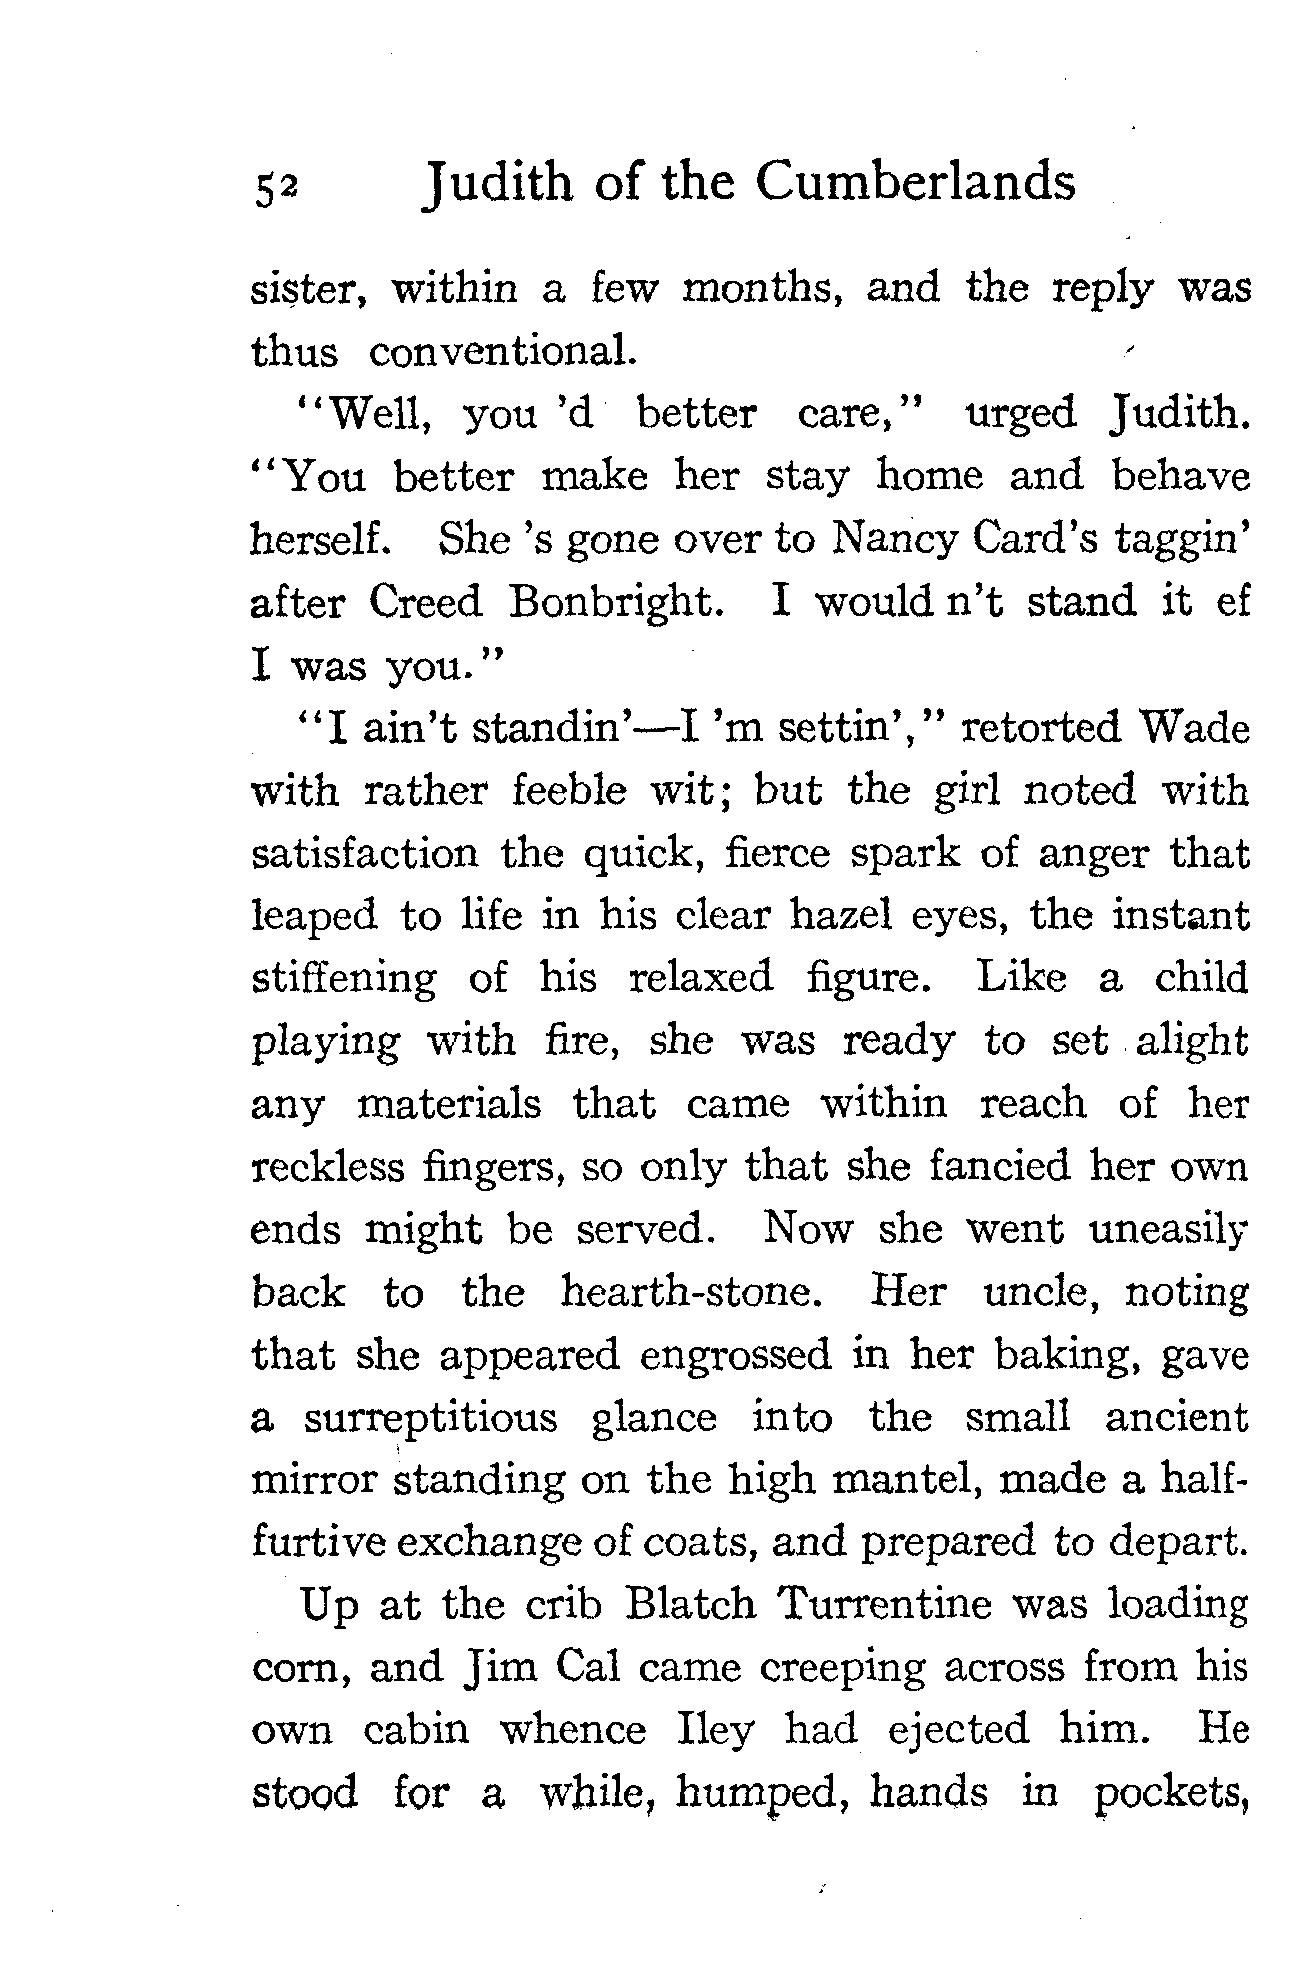 52 Judith of the Cumberlands
sister, within a few months, and the reply was
thus conventional.
“Well, you ’d better care,” urged Judith.
“You better make her stay home and behave
herself. She ’s gone over to Nancy Card’s taggin’
after Creed Bonbright. I would n’t stand it ef
I was you.”
“I ain’t standin’—I ’m settin’,” retorted Wade
with rather feeble wit; but the girl noted with
satisfaction the quick, fierce spark of anger that
leaped to life in his clear hazel eyes, the instant
stiffening of his relaxed figure. Like a child
playing with fire, she was ready to set alight
any materials that came within reach of her
reckless fingers, so only that she fancied her own
ends might be served. Now she went uneasily
back to the hearth-stone. Her uncle, noting
that she appeared engrossed in her baking, gave
a surreptitious glance into the small ancient
mirror standing on the high mantel, made a half-
furtive exchange of coats, and prepared to depart.
Up at the crib Blatch Turrentine was loading
corn, and Jim Cal came creeping across from his
own cabin whence Iley had ejected him. He
stood for a while, humped, hands in pockets,